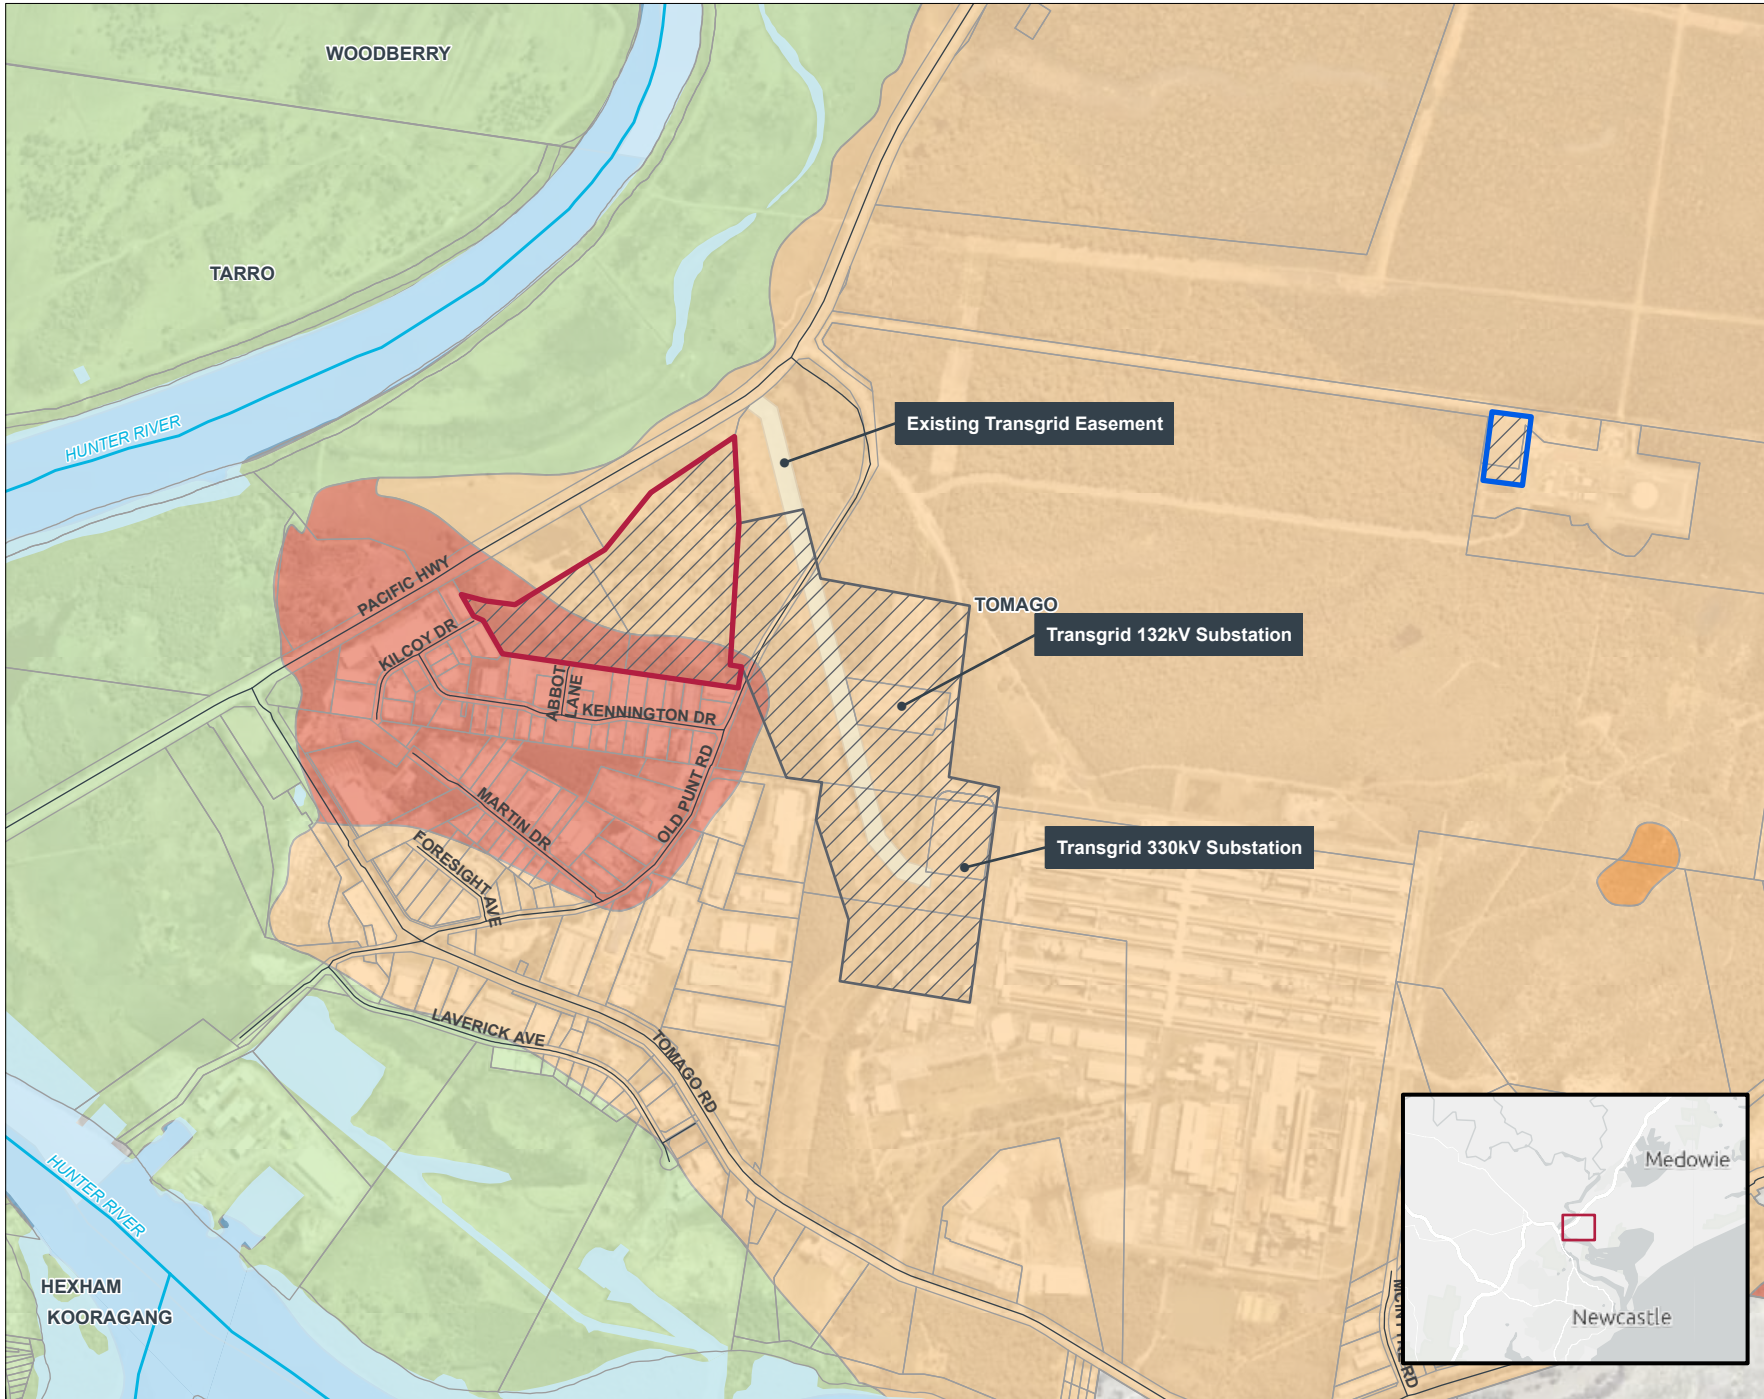 WOODBERRY
TARRO
HUNTER RIVER
Existing Transgrid Easement
PACIFIC HWY
TOMAGO
Transgrid 132kV Substation
KILCOY DR
ABBOT
LANE
KENNINGTON DR
OLD PUNT RD
MARTIN DR
FORESIGHT AVE
Transgrid 330kV Substation
LAVERICK AVE
TOMAGO RD
HUNTER RIVER
HEXHAM
KOORAGANG
Medowie
Newcastle
RD